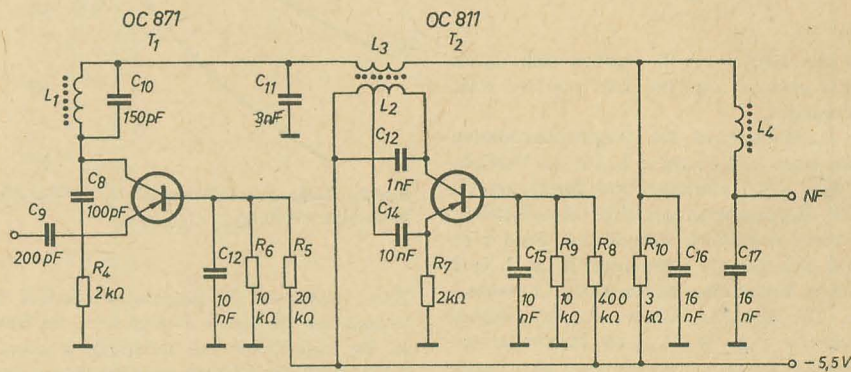 OC 871
T1
OC 811
T2
L3
L1
C10
150pF
C11
3nF
L2
L4
C12
1nF
C8
100pF
C9
200 pF
C14
10nF
NF
R4
2kΩ
C12
10
nF
R6
10
kΩ
R5
20
kΩ
R7
2kΩ
C15
10
nF
R9
10
kΩ
R8
400
kΩ
R10
3
kΩ
C16
16
nF
C17
16
nF
– 5,5V